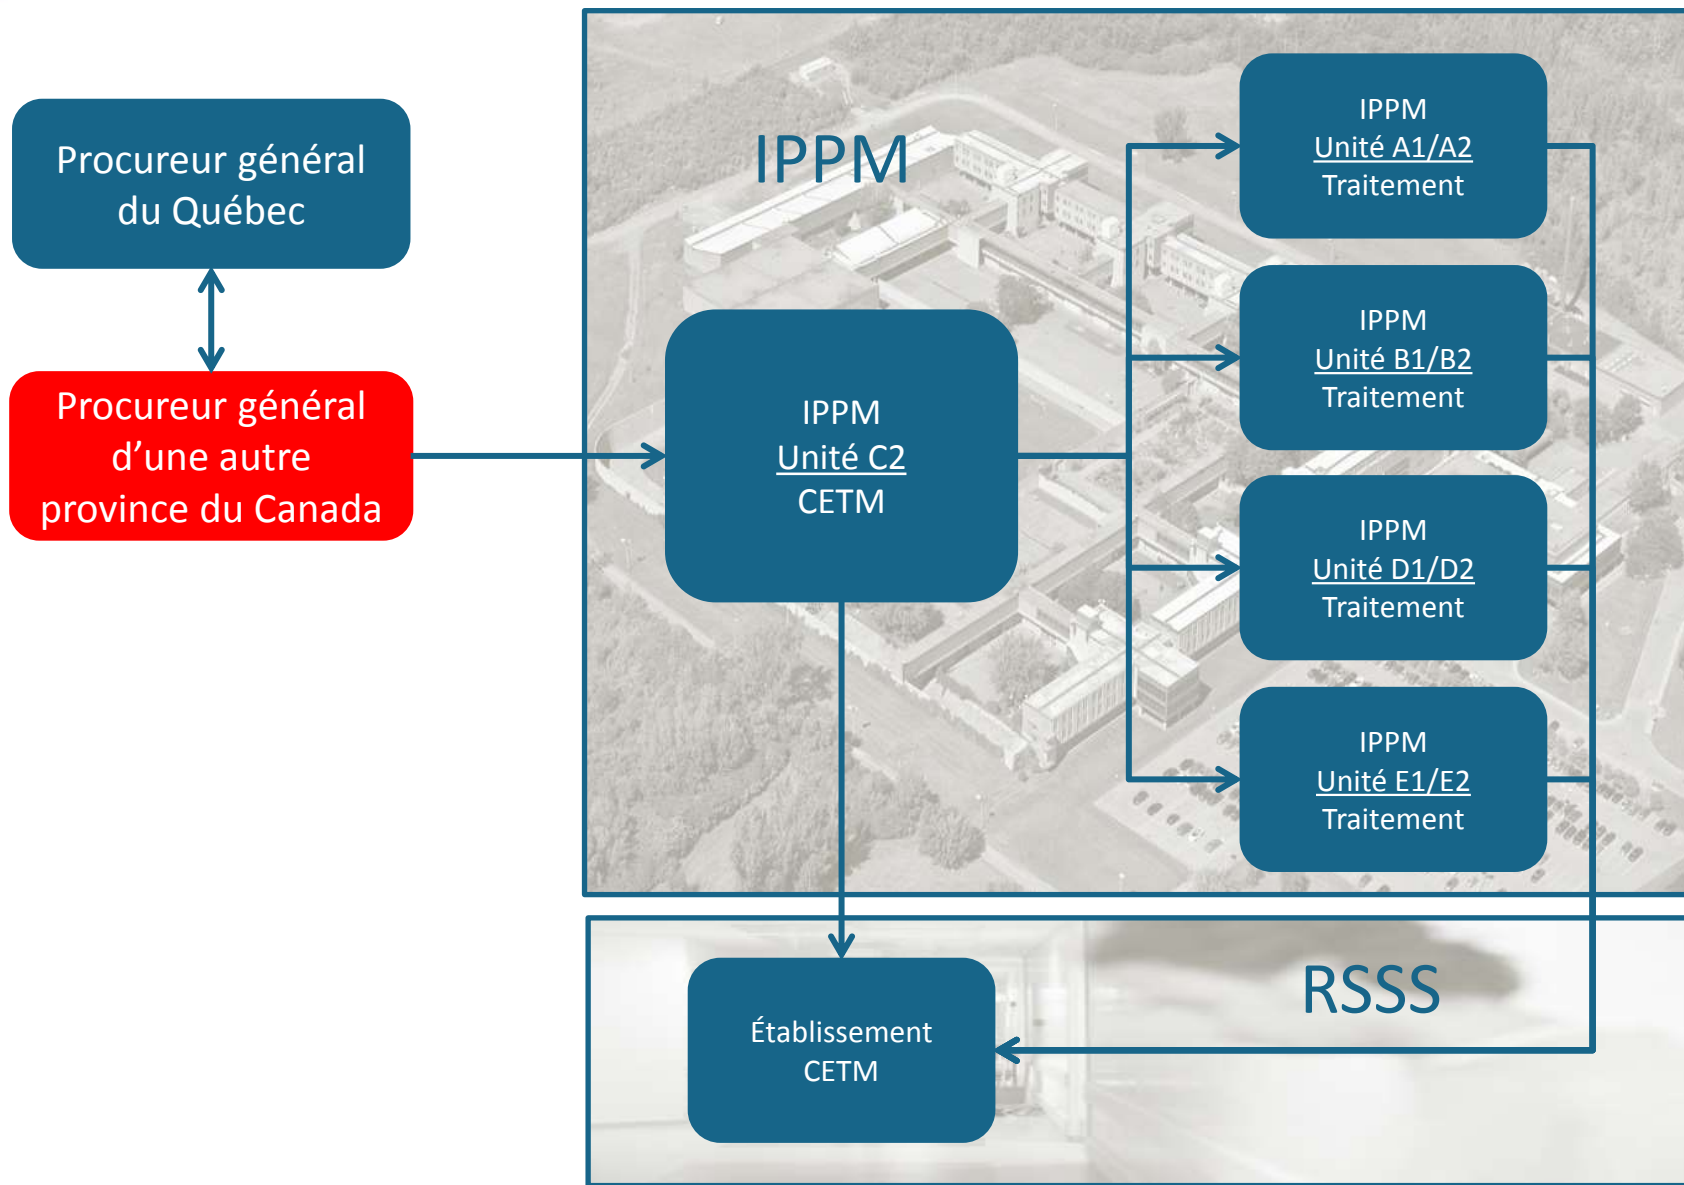 Procureur général
du Québec
Procureur général
d’une autre
province du Canada
IPPM
IPPM
Unité C2
CETM
IPPM
Unité A1/A2
Traitement
IPPM
Unité B1/B2
Traitement
IPPM
Unité D1/D2
Traitement
IPPM
Unité E1/E2
Traitement
RSSS
Établissement
CETM